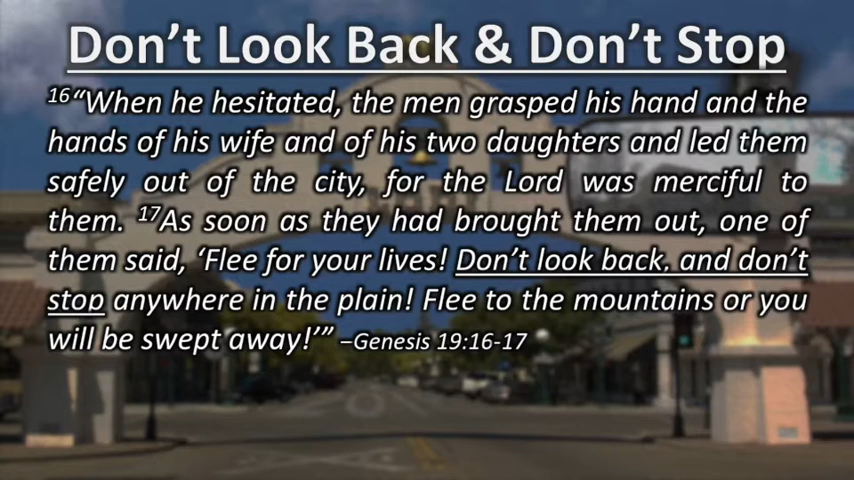 Don’t Look Back & Don’t Stop
16“When he hesitated, the men grasped his hand and the
hands of his wife and of his two daughters and led them
safely out of the city, for the Lord was merciful to
them. 17As soon as they had brought them out, one of
them said, ‘Flee for your lives! Don’t look back, and don’t
stop anywhere in the plain! Flee to the mountains or you
will be swept away!’” –Genesis 19:16-17